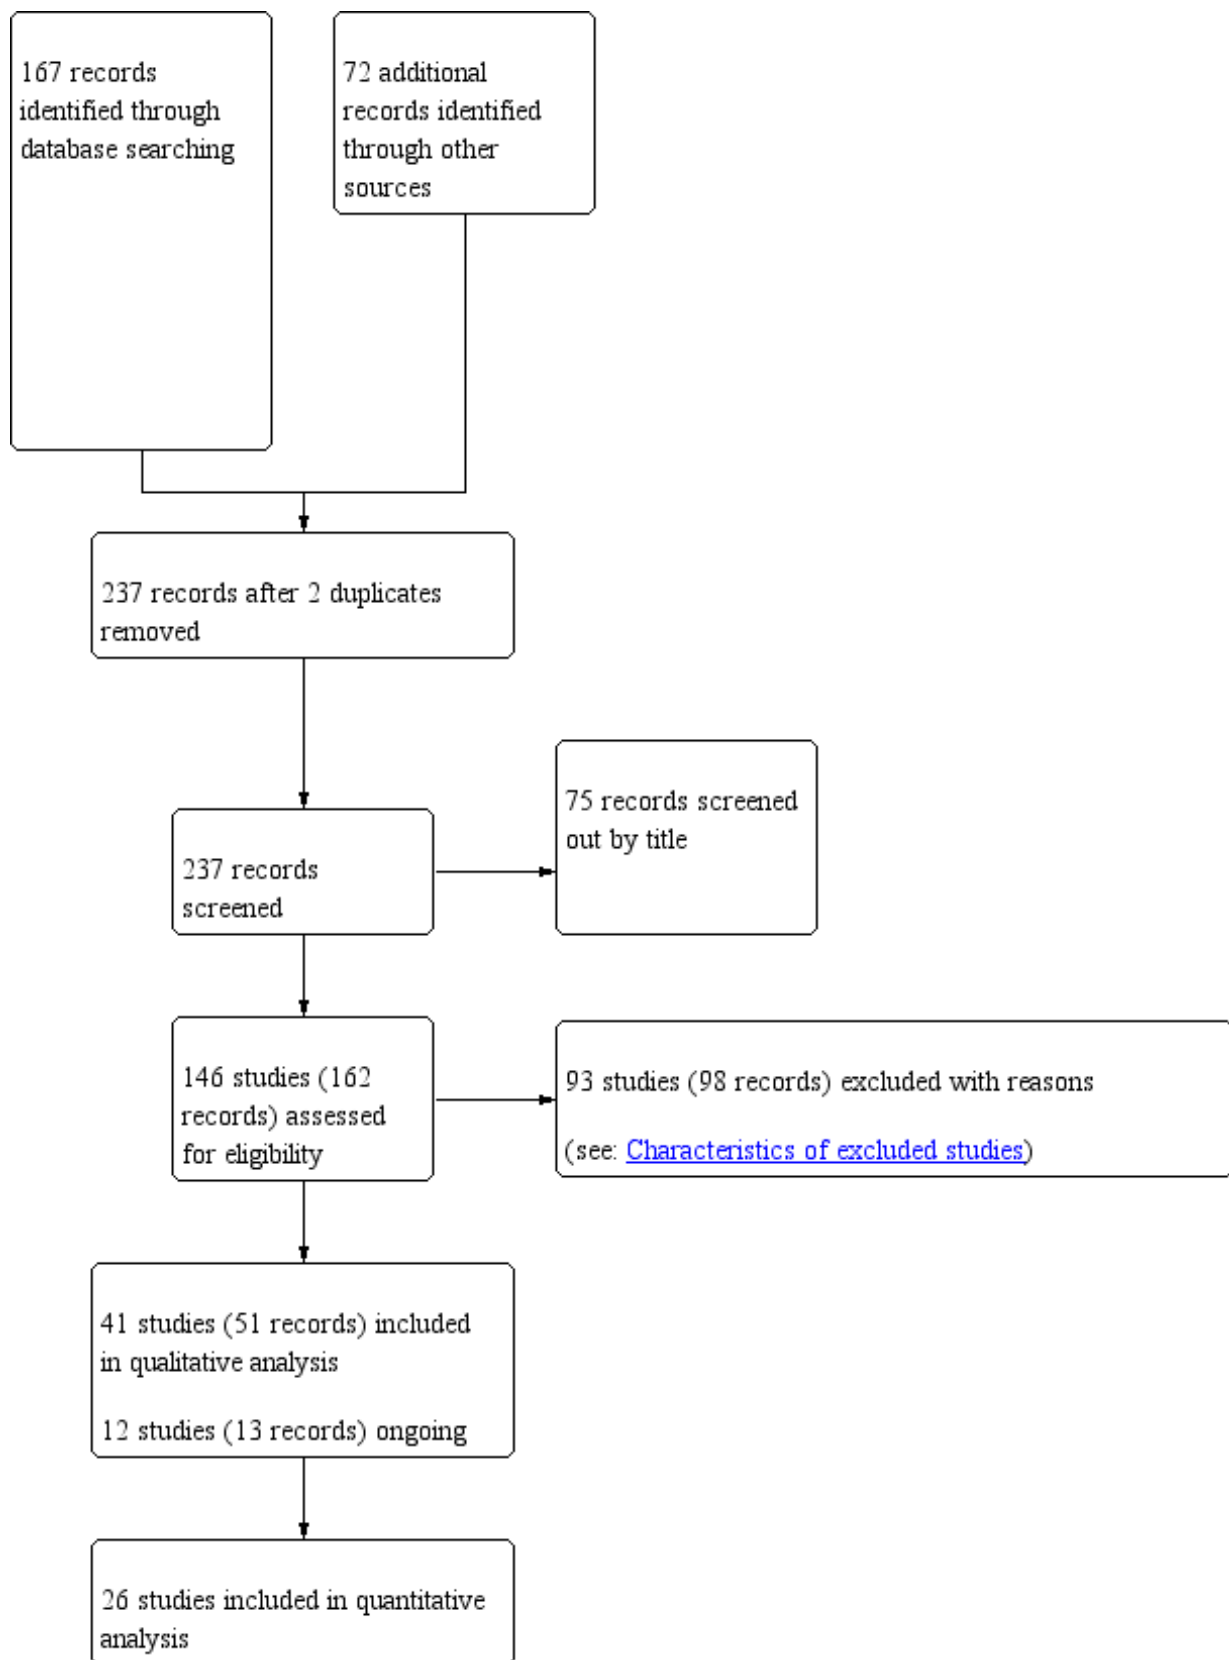 167 records
identified through
database searching
72 additional
records identified
through other
sources
237 records after 2 duplicates
removed
237 records
screened
75 records screened
out by title
146 studies (162
records) assessed
for eligibility
93 studies (98 records) excluded with reasons
(see: Characteristics of excluded studies)
41 studies (51 records) included
in qualitative analysis
12 studies (13 records) ongoing
26 studies included in quantitative
analysis